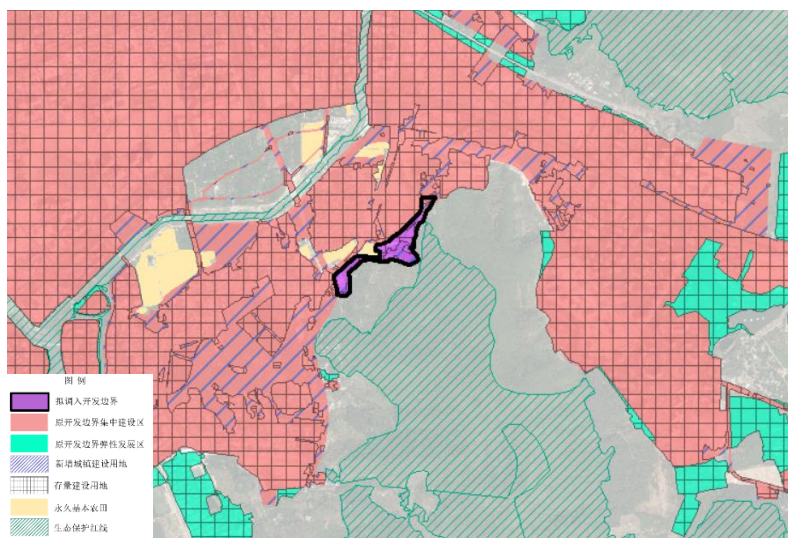 图 例
拟调入开发边界
原开发边界集中建设区
原开发边界弹性发展区
新增城镇建设用地
存量建设用地
永久基本农田
生态保护红线